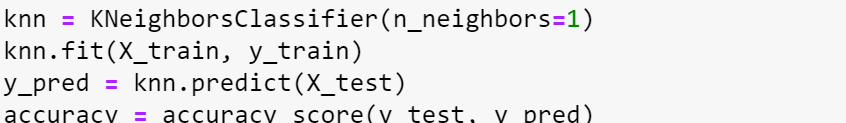 knn = KNeighborsClassifier(n_neighbors=1)
knn.fit(X_train, y_train)
y_pred = knn.predict(X_test)
accuracy = accuracy_score(y_test, y_pred)